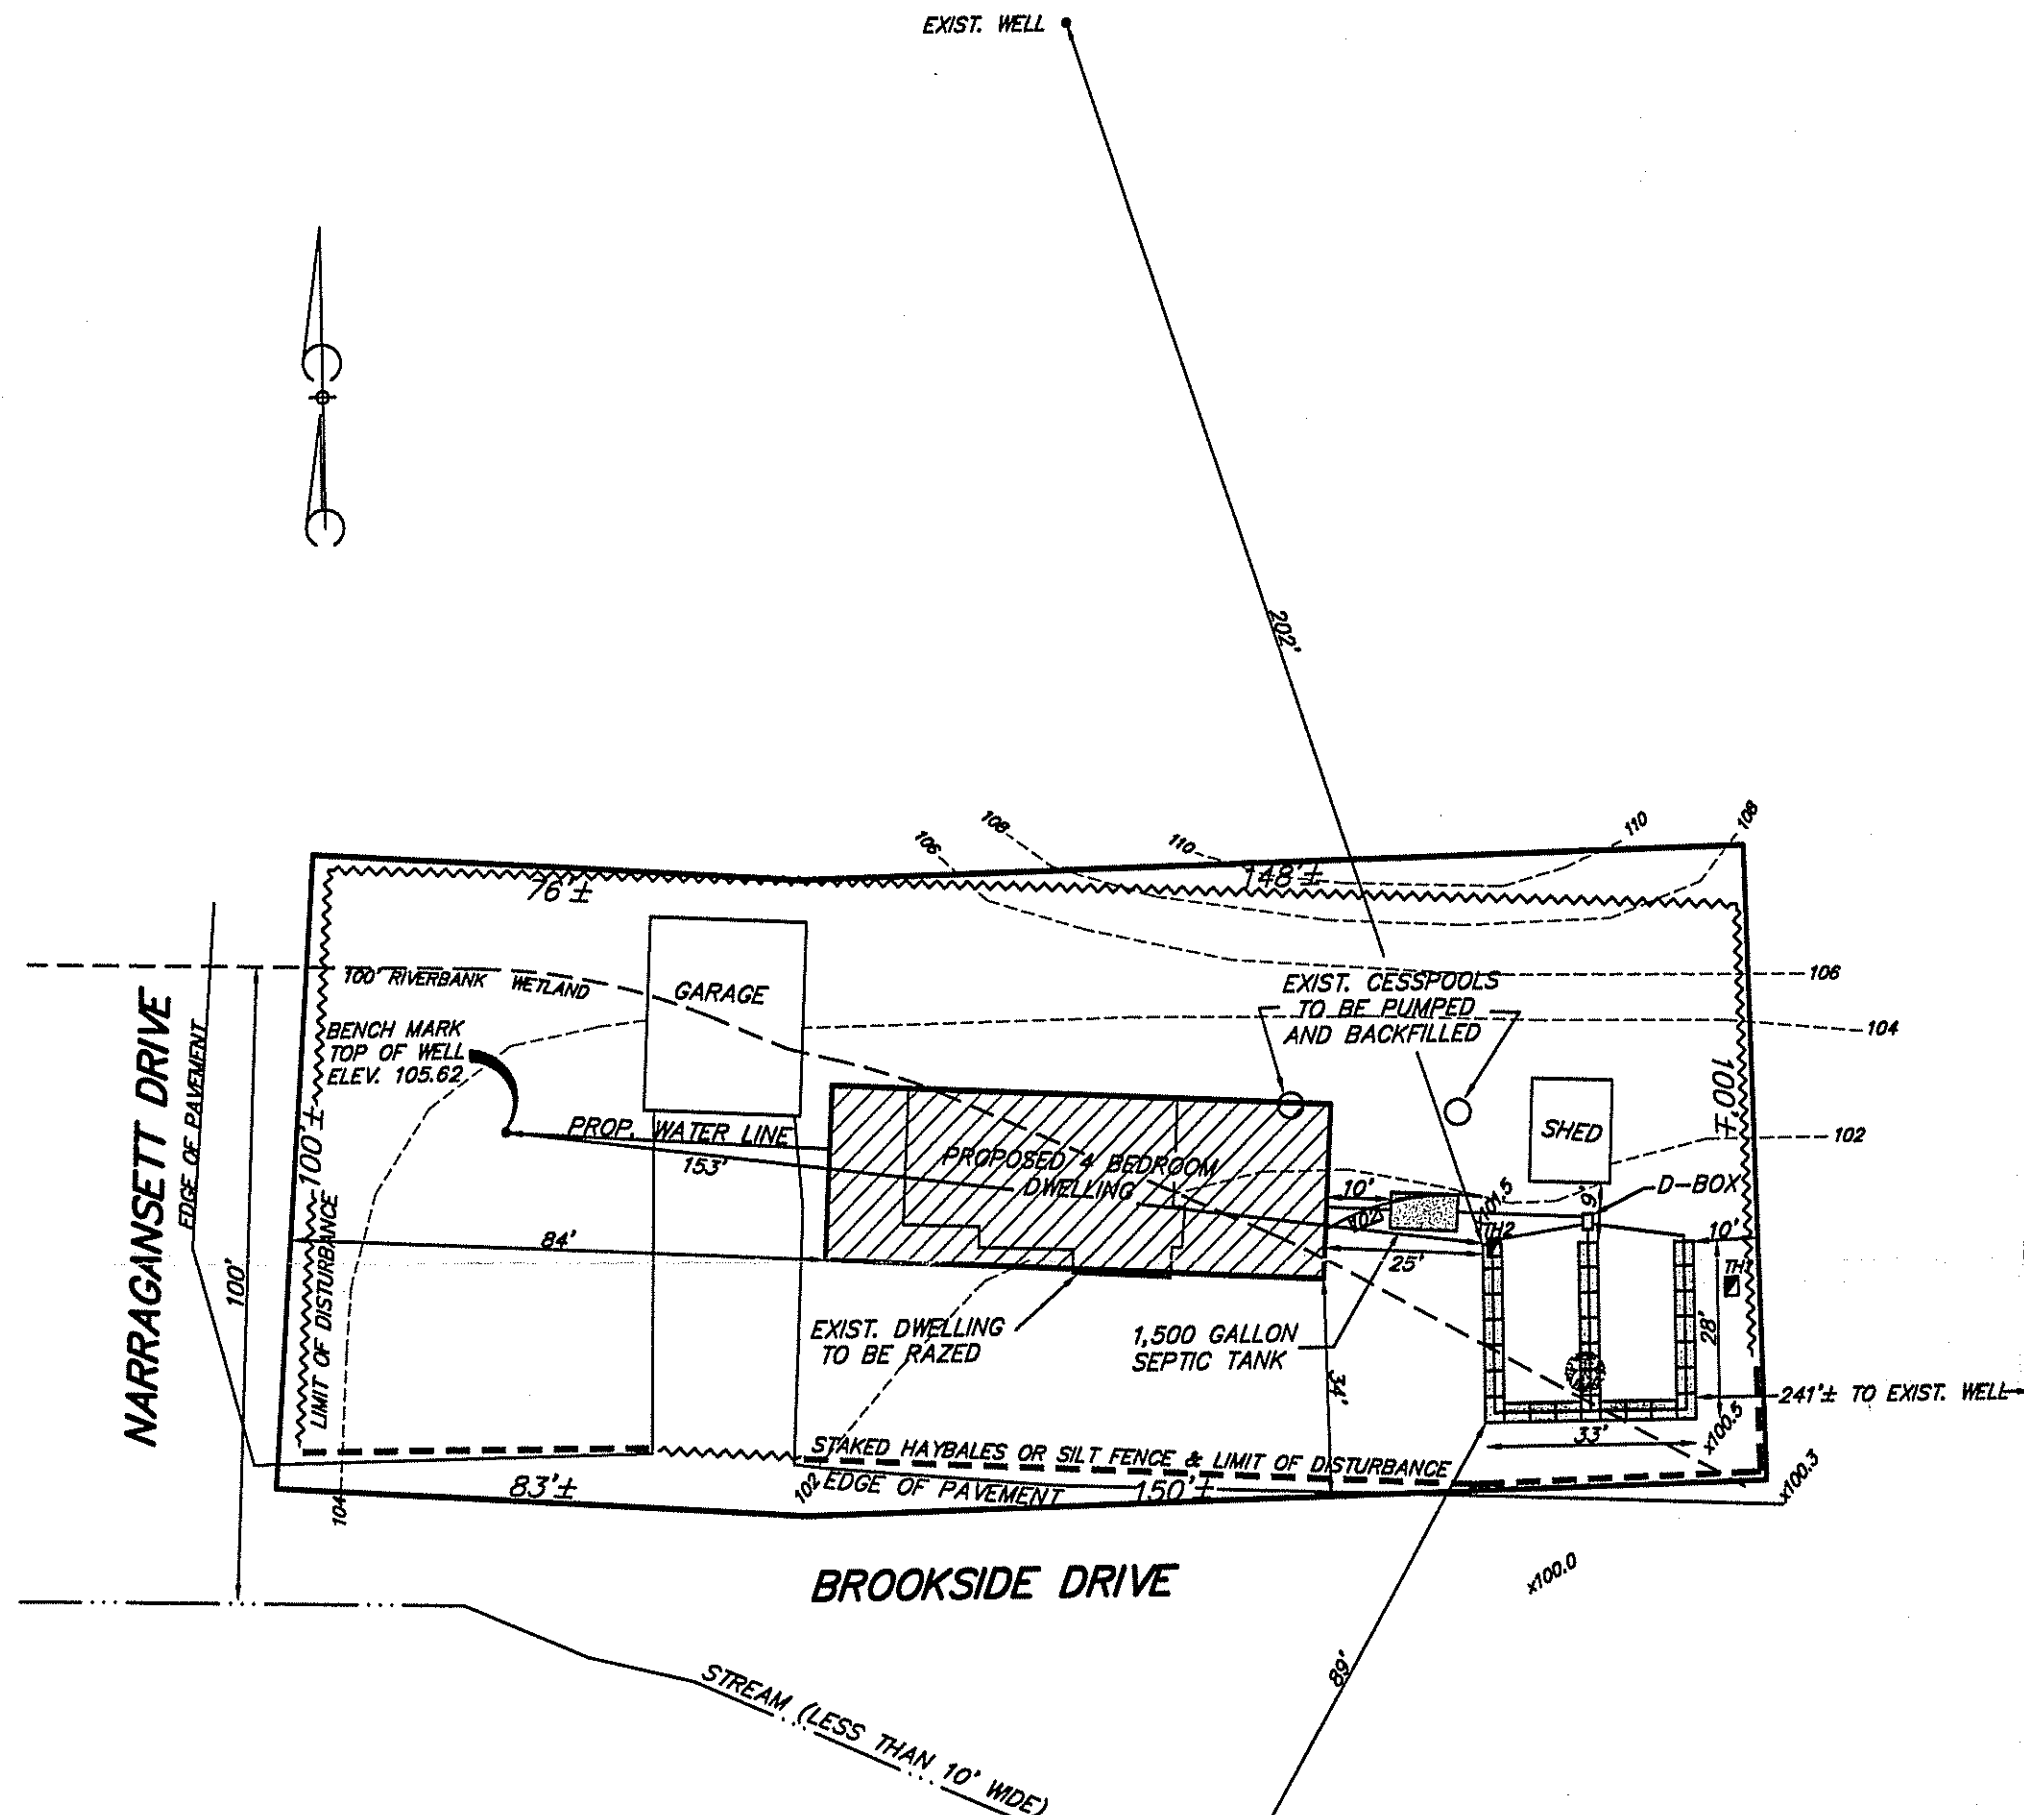 EXIST. WELL
202'
106
108
110
110
108
76'±
148'±
100' RIVERBANK WETLAND
GARAGE
EXIST. CESSPOOLS
TO BE PUMPED
AND BACKFILLED
106
104
BENCH MARK
TOP OF WELL
ELEV. 105.62
NARRAGANSETT DRIVE
EDGE OF PAVEMENT
100'±
100'±
PROP. WATER LINE
153'
SHED
102
PROPOSED 4 BEDROOM
DWELLING
10'
102
101.5
TH2
9'
D-BOX
10'
84'
25'
100'
LIMIT OF DISTURBANCE
28'
EXIST. DWELLING
TO BE RAZED
1,500 GALLON
SEPTIC TANK
34'
241'± TO EXIST. WELL
33'
x100.5
x100.3
STAKED HAYBALES OR SILT FENCE & LIMIT OF DISTURBANCE
83'±
104
102
EDGE OF PAVEMENT
150'±
BROOKSIDE DRIVE
x100.0
89'
STREAM (LESS THAN 10' WIDE)